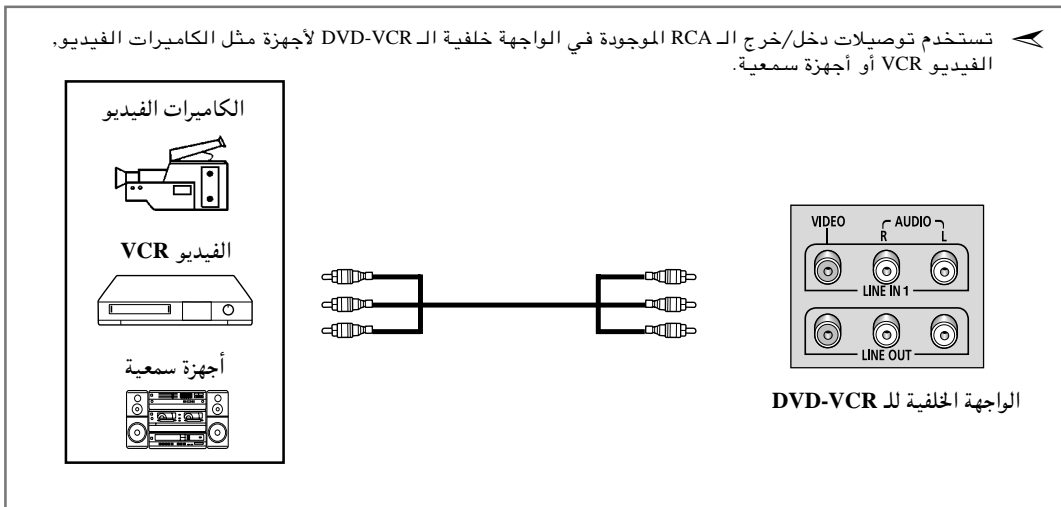 تستخدم توصيلات دخل/خرج الـ RCA الموجودة في الواجهة خلفية الـ DVD-VCR لأجهزة مثل الكاميرات الفيديو,
الفيديو VCR أو أجهزة سمعية.
الكاميرات الفيديو
الفيديو VCR
أجهزة سمعية
VIDEO
AUDIO
R L
LINE IN 1
LINE OUT
الواجهة الخلفية للـ DVD-VCR